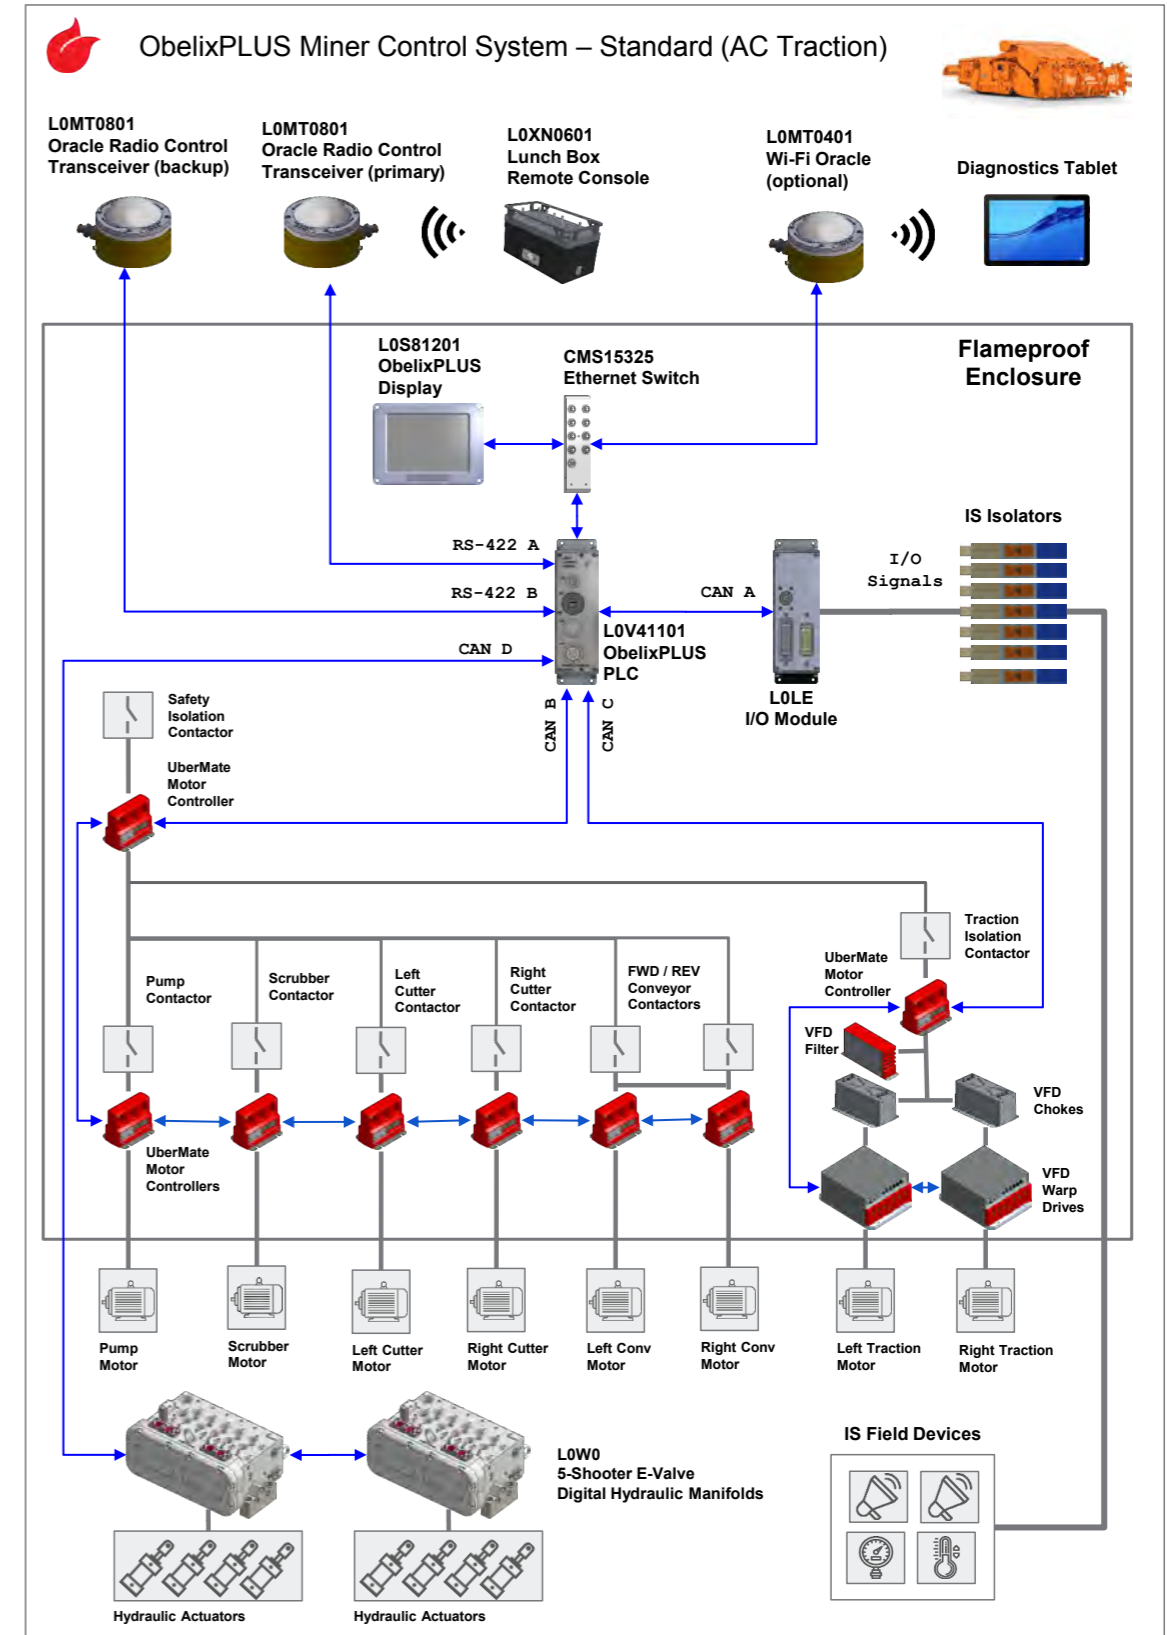 ObelixPLUS Miner Control System – Standard (AC Traction)
L0MT0801
Oracle Radio Control
Transceiver (backup)
L0MT0801
Oracle Radio Control
Transceiver (primary)
L0XN0601
Lunch Box
Remote Console
L0MT0401
Wi-Fi Oracle
(optional)
Diagnostics Tablet
Flameproof
Enclosure
L0S81201
ObelixPLUS
Display
CMS15325
Ethernet Switch
IS Isolators
RS-422 A
I/O
Signals
RS-422 B
CAN A
CAN D
L0V41101
ObelixPLUS
PLC
L0LE
I/O Module
CAN B
CAN C
Safety
Isolation
Contactor
UberMate
Motor
Controller
Pump
Contactor
Scrubber
Contactor
Left
Cutter
Contactor
Right
Cutter
Contactor
FWD / REV
Conveyor
Contactors
Traction
Isolation
Contactor
UberMate
Motor
Controller
VFD
Filter
VFD
Chokes
UberMate
Motor
Controllers
VFD
Warp
Drives
Pump
Motor
Scrubber
Motor
Left Cutter
Motor
Right Cutter
Motor
Left Conv
Motor
Right Conv
Motor
Left Traction
Motor
Right Traction
Motor
L0W0
5-Shooter E-Valve
Digital Hydraulic Manifolds
IS Field Devices
Hydraulic Actuators
Hydraulic Actuators